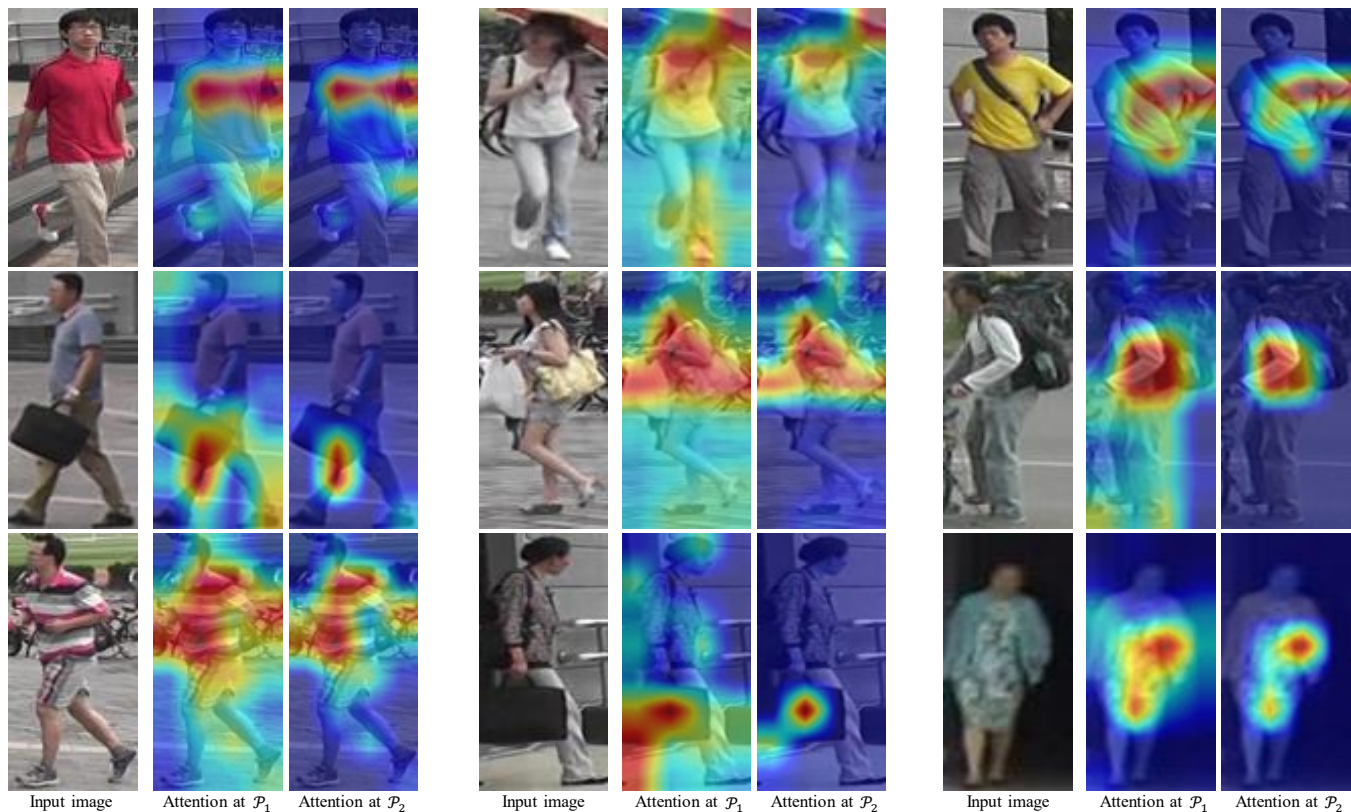 Input image Attention at 𝒫₁ Attention at 𝒫₂ Input image Attention at 𝒫₁ Attention at 𝒫₂ Input image Attention at 𝒫₁ Attention at 𝒫₂